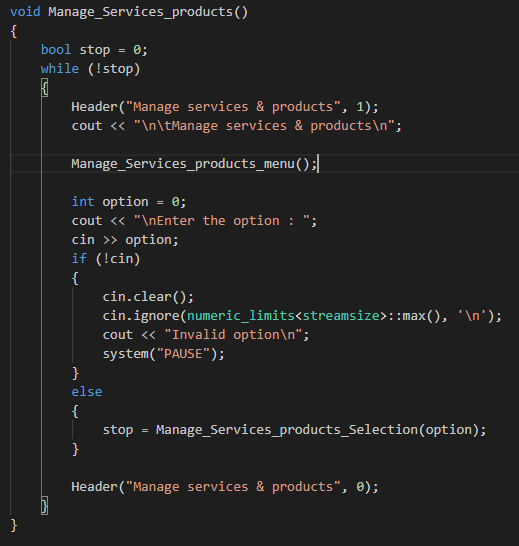 void Manage_Services_products()
{
    bool stop = 0;
    while (!stop)
    {
        Header("Manage services & products", 1);
        cout << "\n\tManage services & products\n";

        Manage_Services_products_menu();

        int option = 0;
        cout << "\nEnter the option : ";
        cin >> option;
        if (!cin)
        {
            cin.clear();
            cin.ignore(numeric_limits<streamsize>::max(), '\n');
            cout << "Invalid option\n";
            system("PAUSE");
        }
        else
        {
            stop = Manage_Services_products_Selection(option);
        }

        Header("Manage services & products", 0);
    }
}